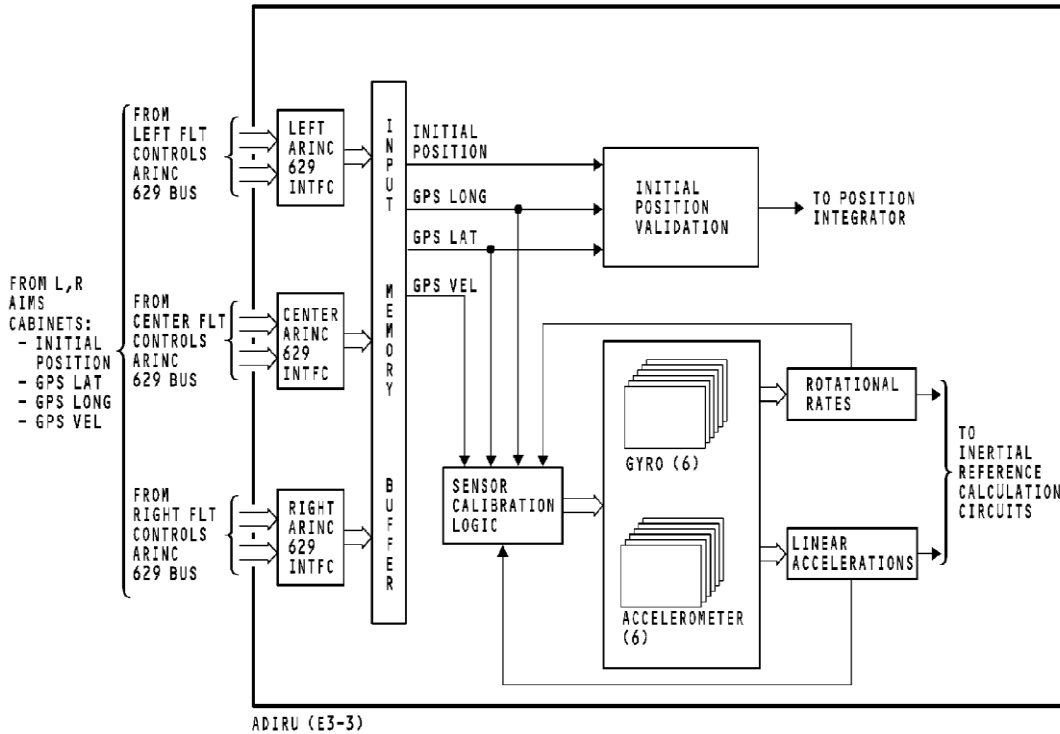 FROM L,R
AIMS
CABINETS:
- INITIAL
POSITION
- GPS LAT
- GPS LONG
- GPS VEL
FROM
LEFT FLT
CONTROLS
ARINC
629 BUS
FROM
CENTER FLT
CONTROLS
ARINC
629 BUS
FROM
RIGHT FLT
CONTROLS
ARINC
629 BUS
LEFT
ARINC
629
INTFC
CENTER
ARINC
629
INTFC
RIGHT
ARINC
629
INTFC
INPUT
MEMORY
BUFFER
INITIAL
POSITION
GPS LONG
GPS LAT
GPS VEL
INITIAL
POSITION
VALIDATION
TO POSITION
INTEGRATOR
SENSOR
CALIBRATION
LOGIC
GYRO (6)
ACCELEROMETER
(6)
ROTATIONAL
RATES
LINEAR
ACCELERATIONS
TO
INERTIAL
REFERENCE
CALCULATION
CIRCUITS
ADIRU (E3-3)